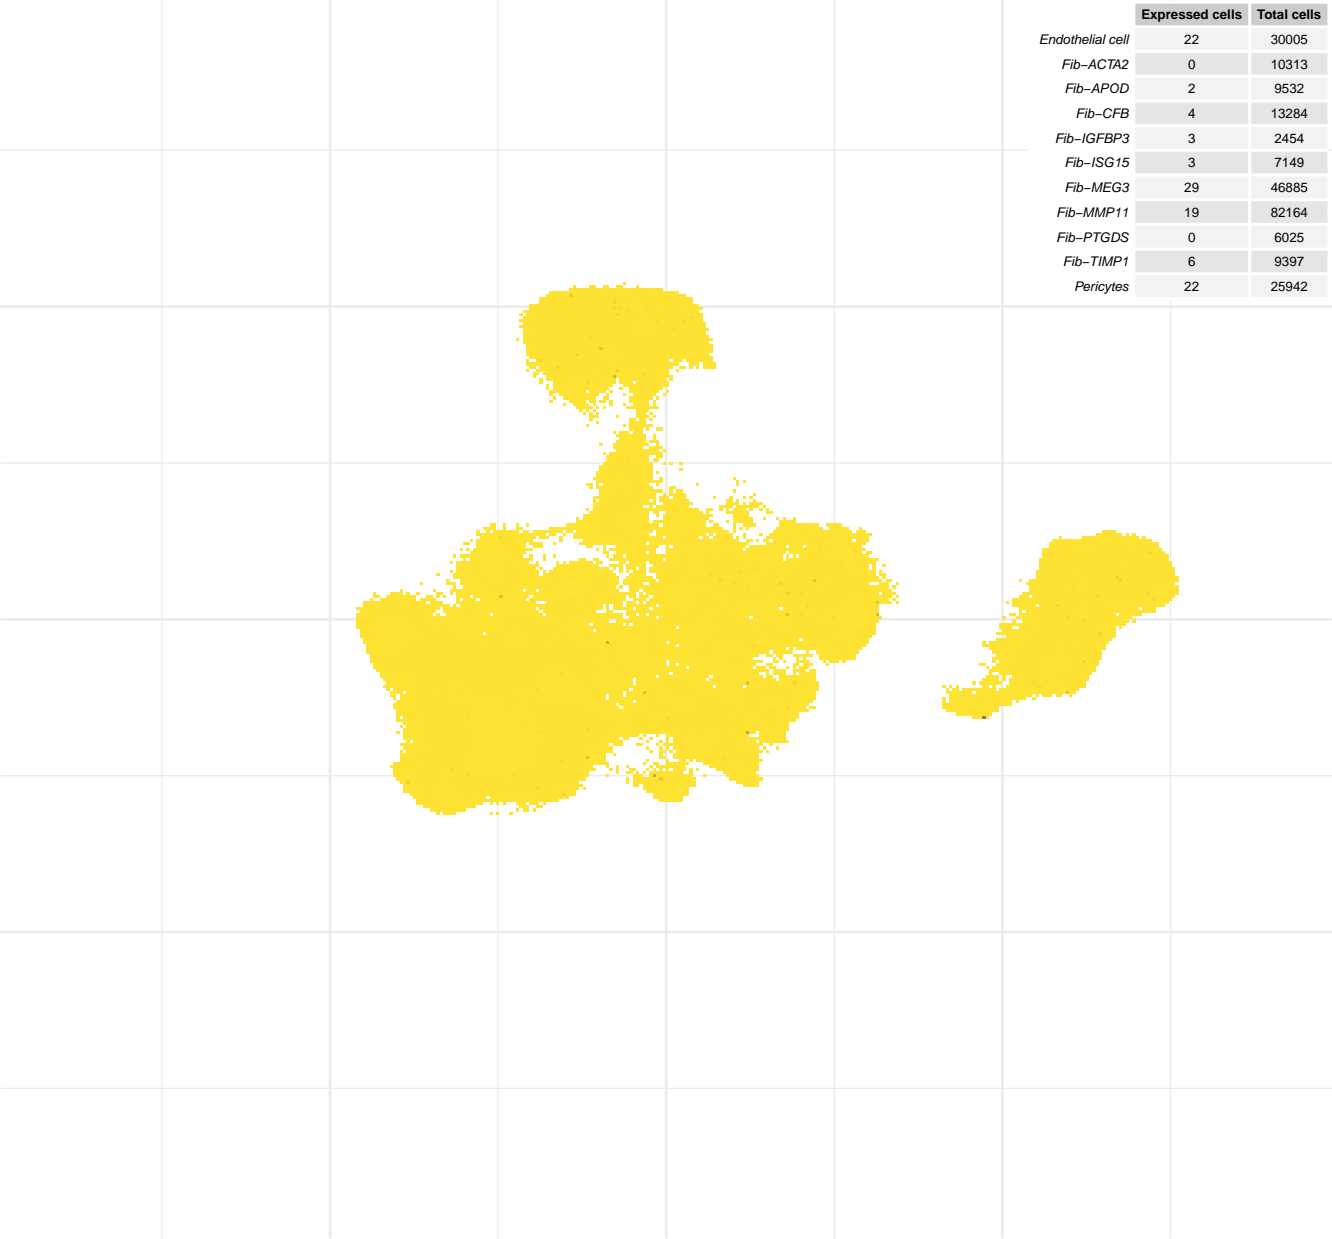 Expressed cells Total cells
Endothelial cell 22 30005
Fib−ACTA2 0 10313
Fib−APOD 2 9532
Fib−CFB 4 13284
Fib−IGFBP3 3 2454
Fib−ISG15 3 7149
Fib−MEG3 29 46885
Fib−MMP11 19 82164
Fib−PTGDS 0 6025
Fib−TIMP1 6 9397
Pericytes 22 25942